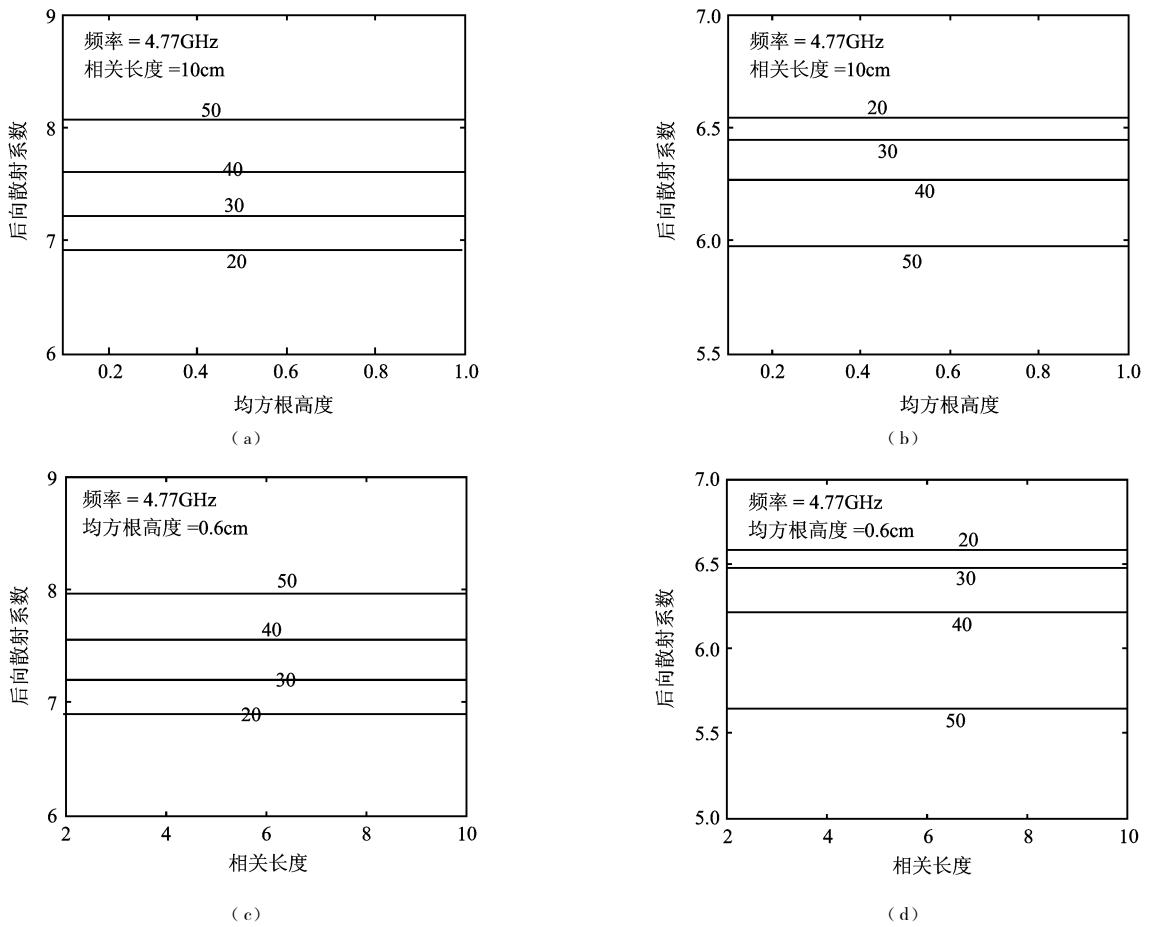 9
频率 = 4.77GHz
相关长度 =10cm
50
8
40
30
7
20
6
0.2 0.4 0.6 0.8 1.0
后向散射系数
均方根高度
（a）
7.0
频率 = 4.77GHz
相关长度 =10cm
20
6.5
30
40
6.0
50
5.5
0.2 0.4 0.6 0.8 1.0
后向散射系数
均方根高度
（b）
9
频率 = 4.77GHz
均方根高度 =0.6cm
50
8
40
30
7
20
6
2 4 6 8 10
后向散射系数
相关长度
（c）
7.0
频率 = 4.77GHz
均方根高度 =0.6cm
20
6.5
30
40
6.0
50
5.5
5.0
2 4 6 8 10
后向散射系数
相关长度
（d）